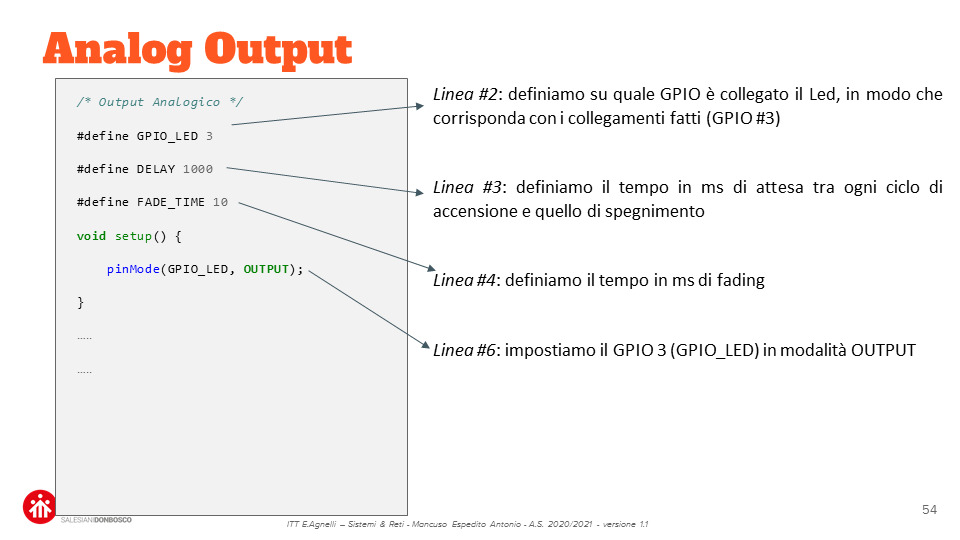 Analog Output
/* Output Analogico */
#define GPIO_LED 3
#define DELAY 1000
#define FADE_TIME 10
void setup() {
pinMode(GPIO_LED, OUTPUT);
}
.....
.....
Linea #2: definiamo su quale GPIO è collegato il Led, in modo che
corrisponda con i collegamenti fatti (GPIO #3)
Linea #3: definiamo il tempo in ms di attesa tra ogni ciclo di
accensione e quello di spegnimento
Linea #4: definiamo il tempo in ms di fading
Linea #6: impostiamo il GPIO 3 (GPIO_LED) in modalità OUTPUT
SALESIANIDONBOSCO
ITT E.Agnelli – Sistemi & Reti - Mancuso Espedito Antonio - A.S. 2020/2021 - versione 1.1
54